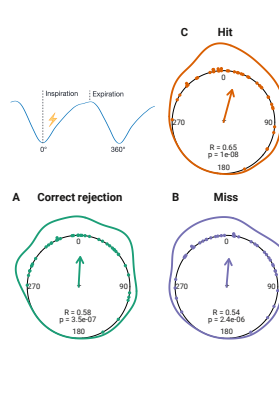 C Hit
Inspiration Expiration
0° 360°
0
270 90
R = 0.65
p = 1e-08
180
A Correct rejection
0
270 90
R = 0.58
p = 3.5e-07
180
B Miss
0
270 90
R = 0.54
p = 2.4e-06
180